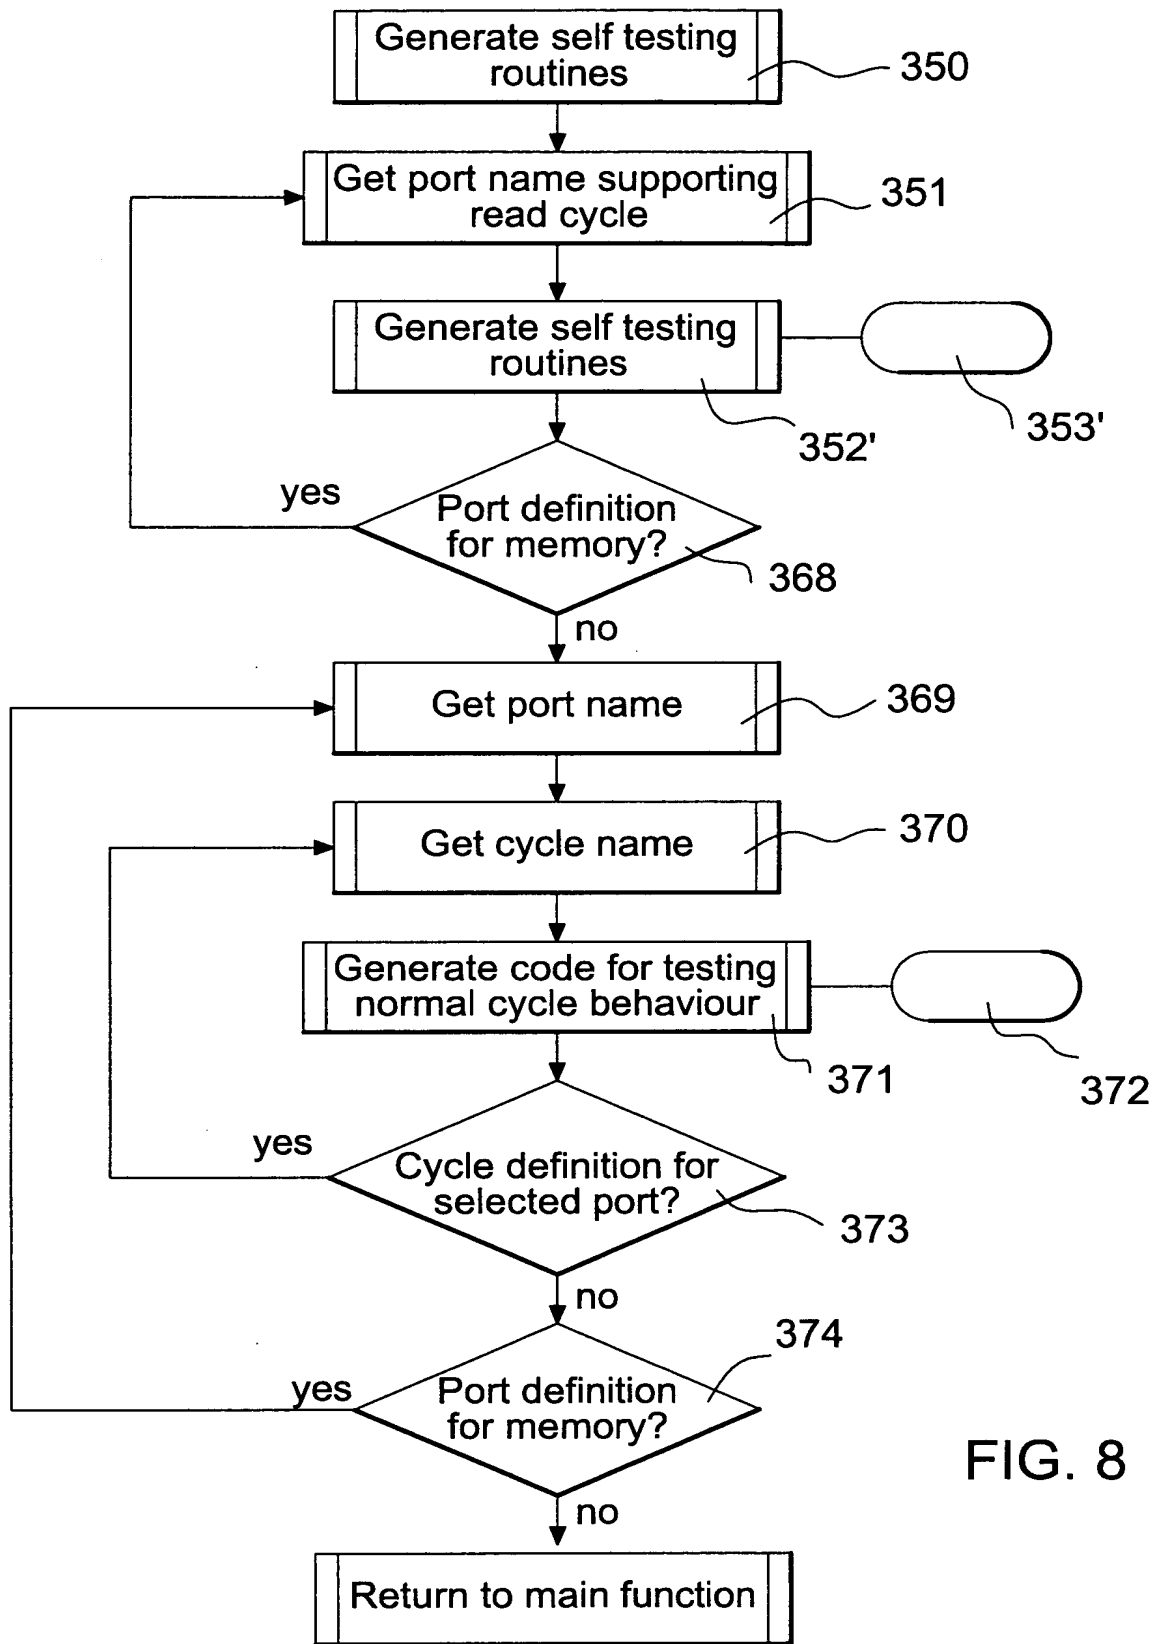 Generate self testing
routines
350
Get port name supporting
read cycle
351
Generate self testing
routines
352'
353'
yes
Port definition
for memory?
368
no
Get port name
369
Get cycle name
370
Generate code for testing
normal cycle behaviour
371
372
yes
Cycle definition for
selected port?
373
no
374
yes
Port definition
for memory?
no
FIG. 8
Return to main function